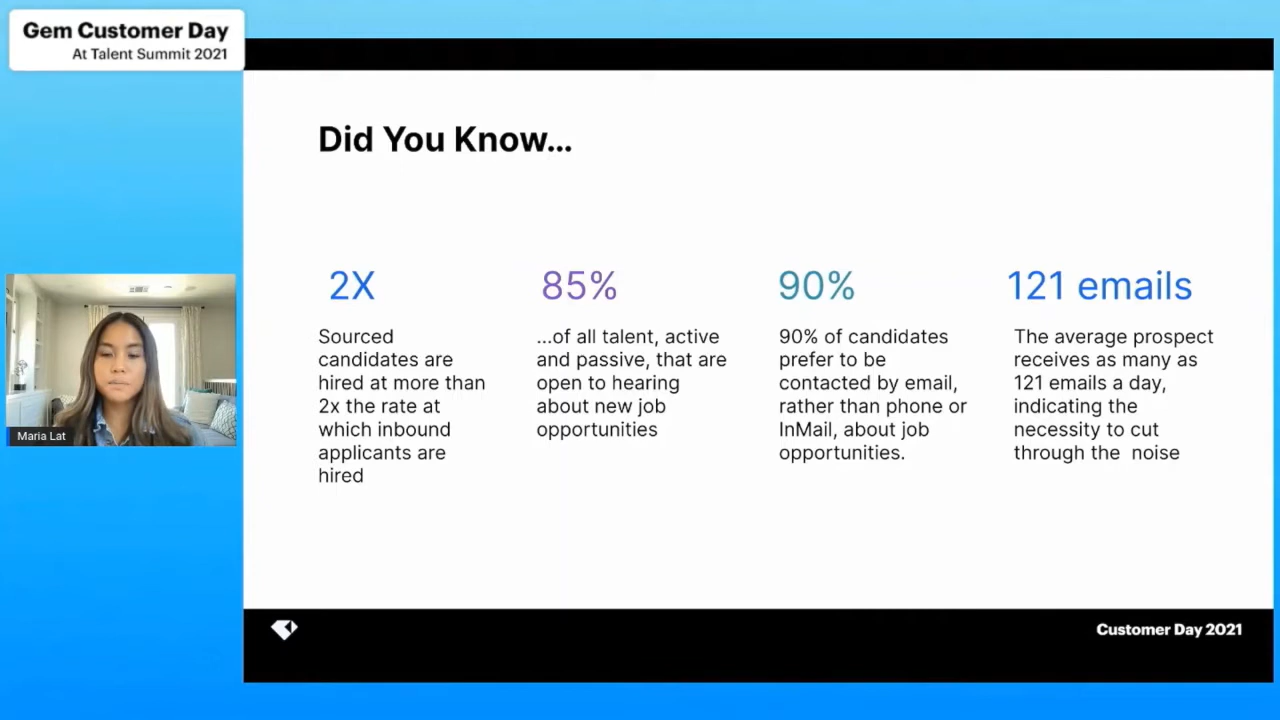 Gem Customer Day
At Talent Summit 2021
Did You Know...
2X
Sourced
candidates are
hired at more than
2x the rate at
which inbound
applicants are
hired
85%
...of all talent, active
and passive, that are
open to hearing
about new job
opportunities
90%
90% of candidates
prefer to be
contacted by email,
rather than phone or
InMail, about job
opportunities.
121 emails
The average prospect
receives as many as
121 emails a day,
indicating the
necessity to cut
through the  noise
Maria Lat
Customer Day 2021